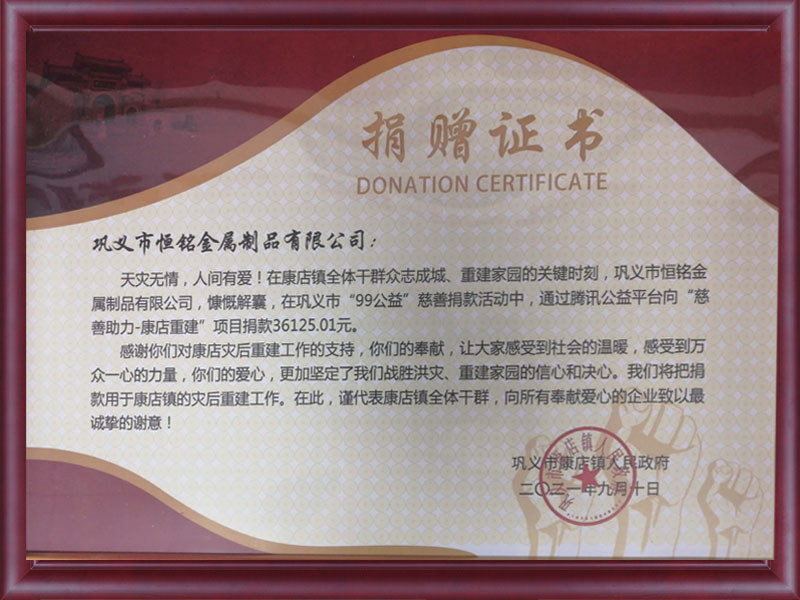 捐赠证书
DONATION CERTIFICATE
巩义市恒铭金属制品有限公司：
天灾无情，人间有爱！在康店镇全体干群众志成城、重建家园的关键时刻，巩义市恒铭金
属制品有限公司，慷慨解囊，在巩义市“99公益”慈善捐款活动中，通过腾讯公益平台向“慈
善助力-康店重建”项目捐款36125.01元。
感谢你们对康店灾后重建工作的支持，你们的奉献，让大家感受到社会的温暖，感受到万
众一心的力量，你们的爱心，更加坚定了我们战胜洪灾、重建家园的信心和决心。我们将把捐
款用于康店镇的灾后重建工作。在此，谨代表康店镇全体干群，向所有奉献爱心的企业致以最
诚挚的谢意！
巩义市康店镇人民政府
二〇二一年九月十日